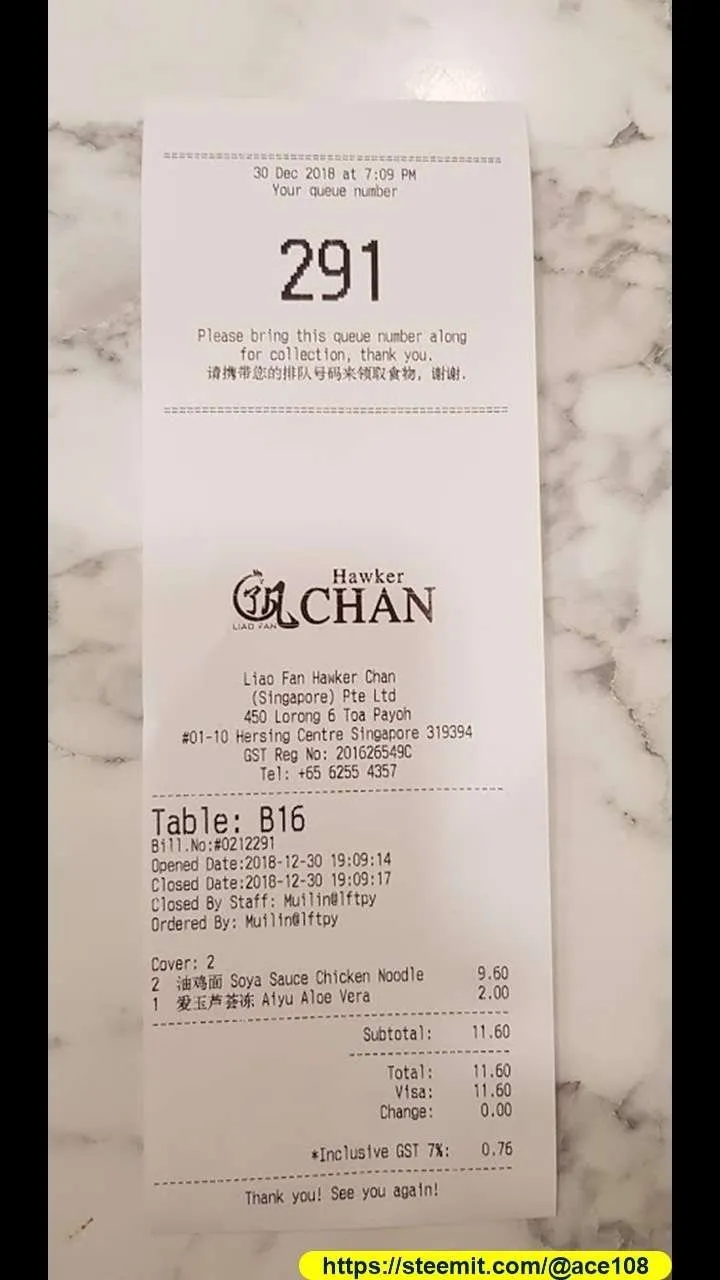 30 Dec 2018 at 7:09 PM
Your queue number
291
Please bring this queue number along
for collection, thank you.
请携带您的排队号码来领取食物, 谢谢.
Hawker
了凡 CHAN
LIAO FAN
Liao Fan Hawker Chan
(Singapore) Pte Ltd
450 Lorong 6 Toa Payoh
#01-10 Hersing Centre Singapore 319394
GST Reg No: 201626549C
Tel: +65 6255 4357
Table: B16
Bill.No:#0212291
Opened Date:2018-12-30 19:09:14
Closed Date:2018-12-30 19:09:17
Closed By Staff: Muilin@lftpy
Ordered By: Muilin@lftpy
Cover: 2
2 油鸡面 Soya Sauce Chicken Noodle 9.60
1 爱玉芦荟冻 Aiyu Aloe Vera 2.00
Subtotal: 11.60
Total: 11.60
Visa: 11.60
Change: 0.00
*Inclusive GST 7%: 0.76
Thank you! See you again!
https://steemit.com/@ace108